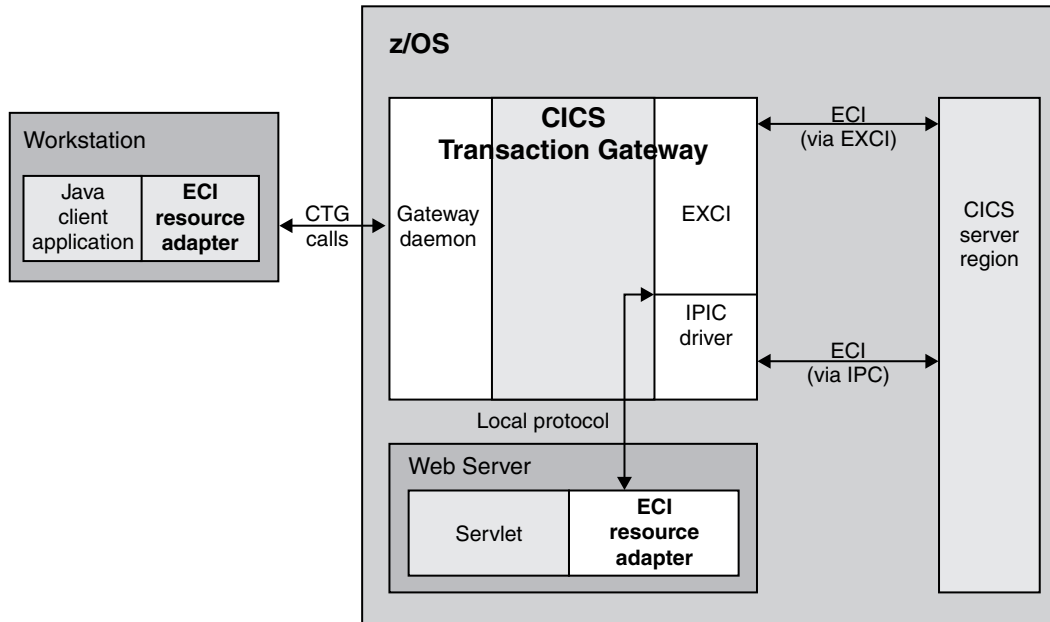 z/OS
Workstation
Java
client
application
ECI
resource
adapter
CTG
calls
CICS
Transaction Gateway
Gateway
daemon
EXCI
IPIC
driver
ECI
(via EXCI)
ECI
(via IPC)
CICS
server
region
Local protocol
Web Server
Servlet
ECI
resource
adapter